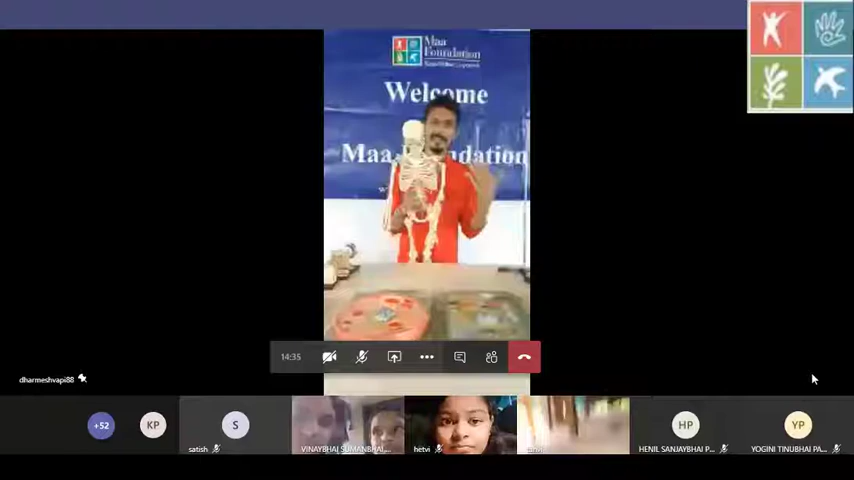 Maa
Foundation
Welcome
Maa Foundation
14:35
dharmeshvapi88
+52
KP
S
HP
YP
satish
VINAYBHAI SUMANBHAI...
hetvi
HENIL SANJAYBHAI P...
YOGINI TINUBHAI PA...